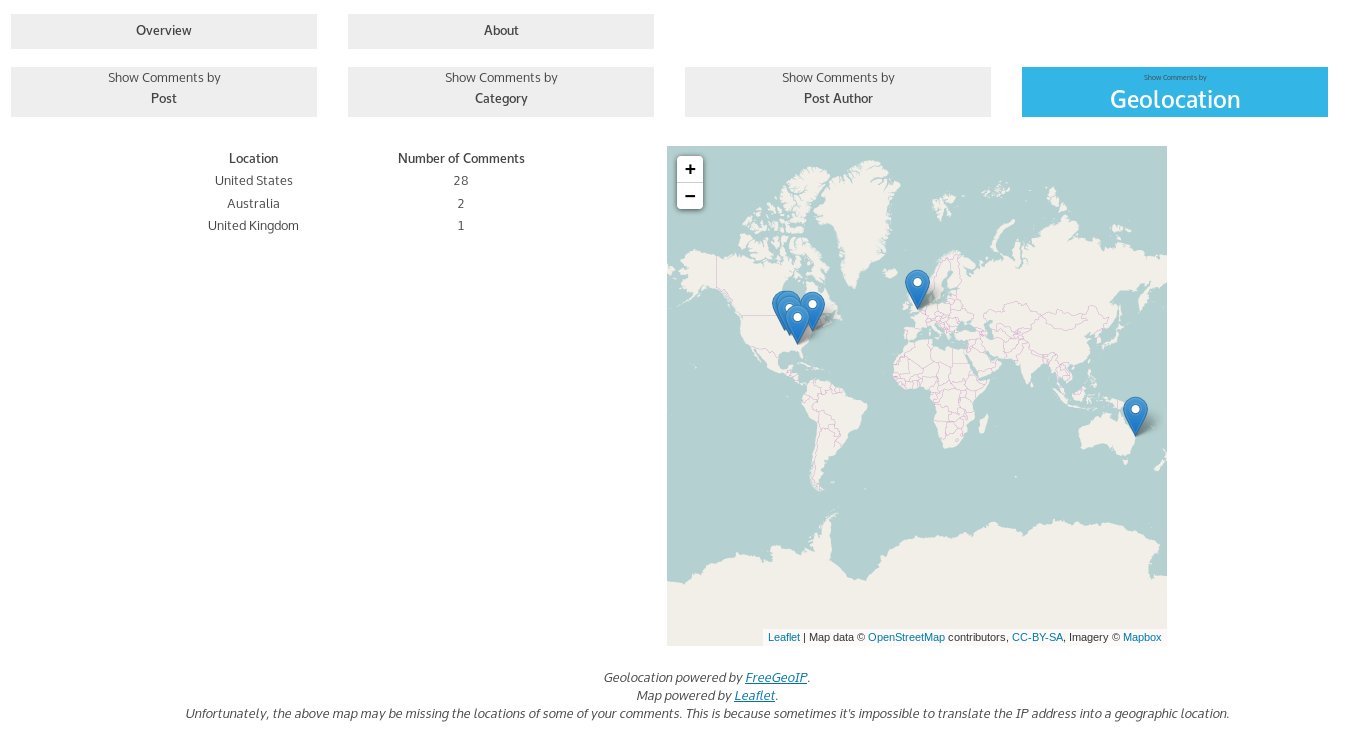 Overview
About
Show Comments by
Post
Show Comments by
Category
Show Comments by
Post Author
Show Comments by
Geolocation
Location Number of Comments
United States 28
Australia 2
United Kingdom 1
+
−
Leaflet | Map data © OpenStreetMap contributors, CC-BY-SA, Imagery © Mapbox
Geolocation powered by FreeGeoIP.
Map powered by Leaflet.
Unfortunately, the above map may be missing the locations of some of your comments. This is because sometimes it's impossible to translate the IP address into a geographic location.